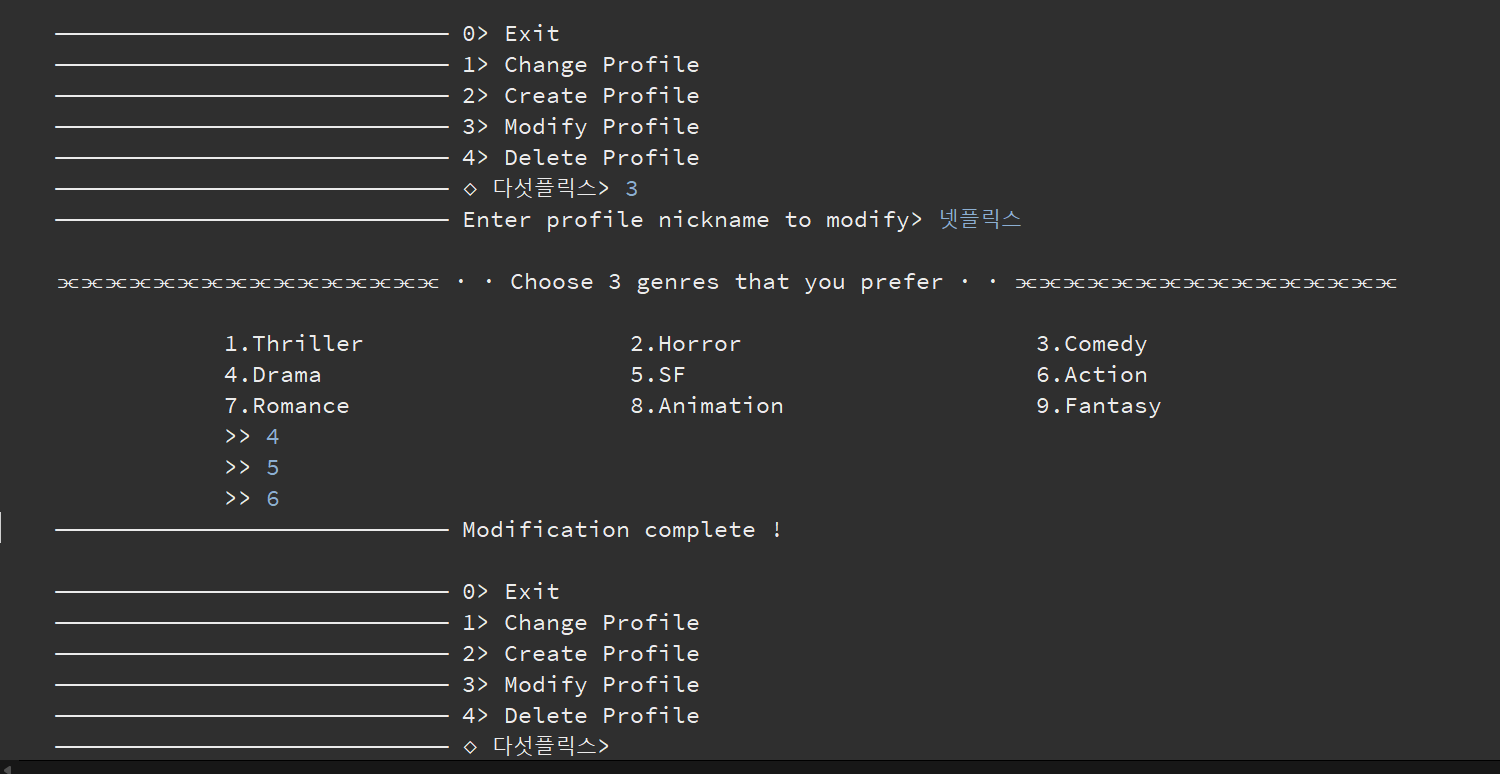 0> Exit
1> Change Profile
2> Create Profile
3> Modify Profile
4> Delete Profile
◇ 다섯플릭스> 3
Enter profile nickname to modify> 넷플릭스
· · Choose 3 genres that you prefer · ·
1.Thriller 2.Horror 3.Comedy
4.Drama 5.SF 6.Action
7.Romance 8.Animation 9.Fantasy
>> 4
>> 5
>> 6
Modification complete !
0> Exit
1> Change Profile
2> Create Profile
3> Modify Profile
4> Delete Profile
◇ 다섯플릭스>